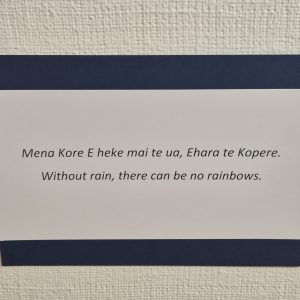 Mena Kore E heke mai te ua, Ehara te Kopere.
Without rain, there can be no rainbows.